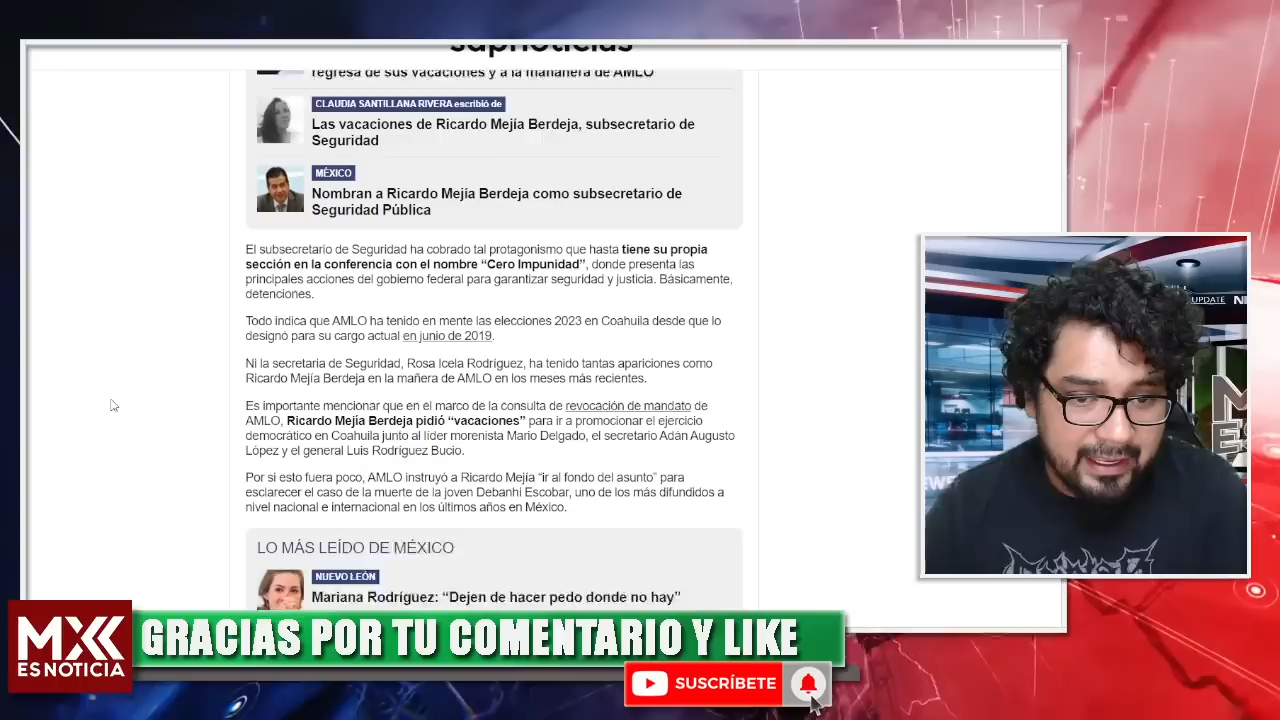 sdpnoticias
regresa de sus vacaciones y a la mañanera de AMLO
CLAUDIA SANTILLANA RIVERA escribió de
Las vacaciones de Ricardo Mejía Berdeja, subsecretario de
Seguridad
MÉXICO
Nombran a Ricardo Mejía Berdeja como subsecretario de
Seguridad Pública
El subsecretario de Seguridad ha cobrado tal protagonismo que hasta tiene su propia
sección en la conferencia con el nombre “Cero Impunidad”, donde presenta las
principales acciones del gobierno federal para garantizar seguridad y justicia. Básicamente,
detenciones.
Todo indica que AMLO ha tenido en mente las elecciones 2023 en Coahuila desde que lo
designó para su cargo actual en junio de 2019.
Ni la secretaria de Seguridad, Rosa Icela Rodríguez, ha tenido tantas apariciones como
Ricardo Mejía Berdeja en la mañera de AMLO en los meses más recientes.
Es importante mencionar que en el marco de la consulta de revocación de mandato de
AMLO, Ricardo Mejía Berdeja pidió “vacaciones” para ir a promocionar el ejercicio
democrático en Coahuila junto al líder morenista Mario Delgado, el secretario Adán Augusto
López y el general Luis Rodríguez Bucio.
Por si esto fuera poco, AMLO instruyó a Ricardo Mejía “ir al fondo del asunto” para
esclarecer el caso de la muerte de la joven Debanhi Escobar, uno de los más difundidos a
nivel nacional e internacional en los últimos años en México.
LO MÁS LEÍDO DE MÉXICO
NUEVO LEÓN
Mariana Rodríguez: “Dejen de hacer pedo donde no hay”
UPDATE
MX
ES NOTICIA
GRACIAS POR TU COMENTARIO Y LIKE
SUSCRÍBETE